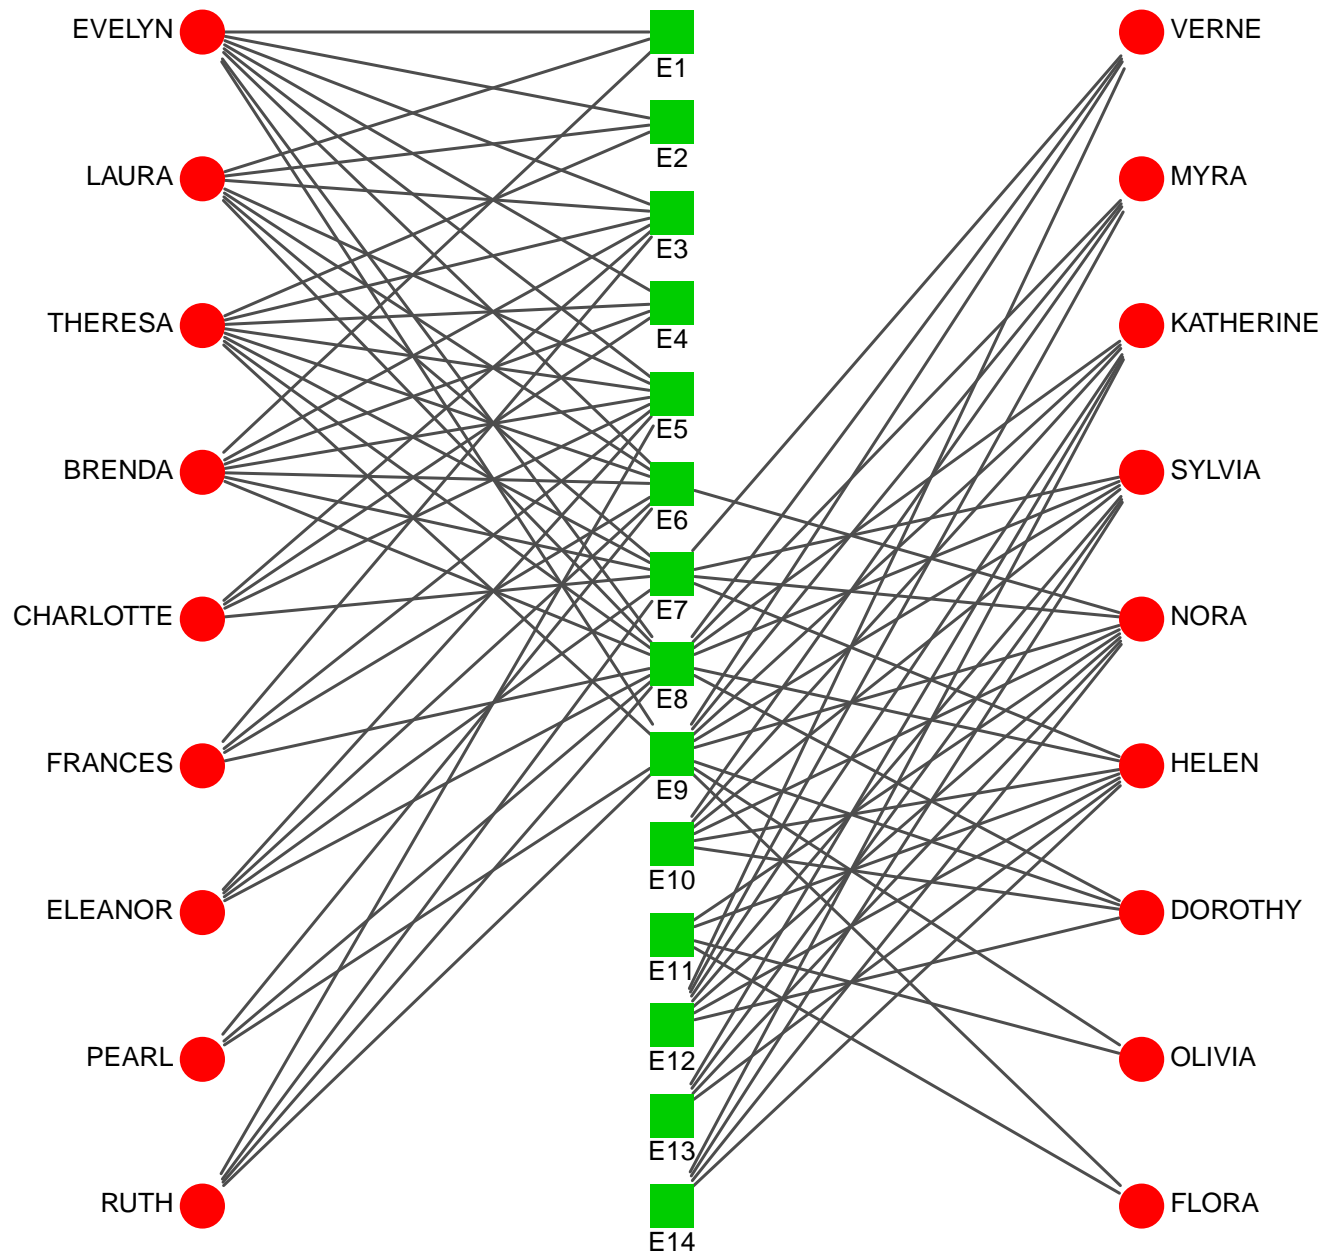 EVELYN
LAURA
THERESA
BRENDA
CHARLOTTE
FRANCES
ELEANOR
PEARL
RUTH
E1
E2
E3
E4
E5
E6
E7
E8
E9
E10
E11
E12
E13
E14
VERNE
MYRA
KATHERINE
SYLVIA
NORA
HELEN
DOROTHY
OLIVIA
FLORA